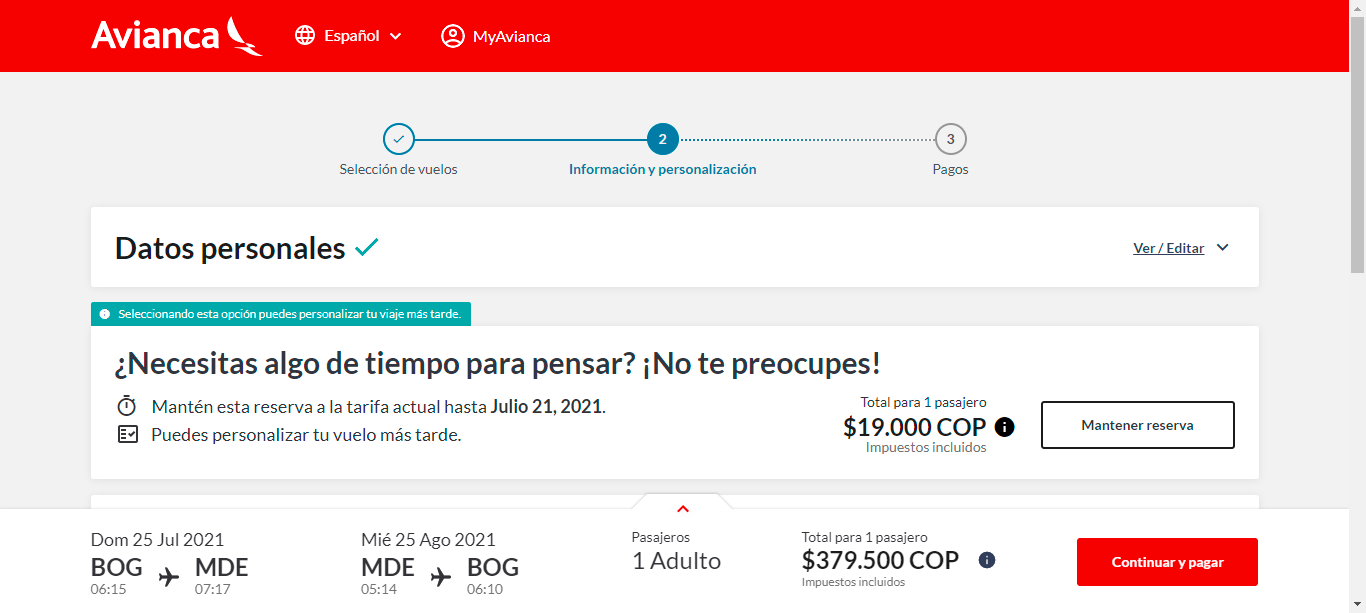 Avianca
Español
MyAvianca
2
3
Selección de vuelos
Información y personalización
Pagos
Datos personales
Ver / Editar
Seleccionando esta opción puedes personalizar tu viaje más tarde.
¿Necesitas algo de tiempo para pensar? ¡No te preocupes!
Mantén esta reserva a la tarifa actual hasta Julio 21, 2021.
Puedes personalizar tu vuelo más tarde.
Total para 1 pasajero
$19.000 COP
Impuestos incluidos
Mantener reserva
Dom 25 Jul 2021
BOG MDE
06:15 07:17
Mié 25 Ago 2021
MDE BOG
05:14 06:10
Pasajeros
1 Adulto
Total para 1 pasajero
$379.500 COP
Impuestos incluidos
Continuar y pagar